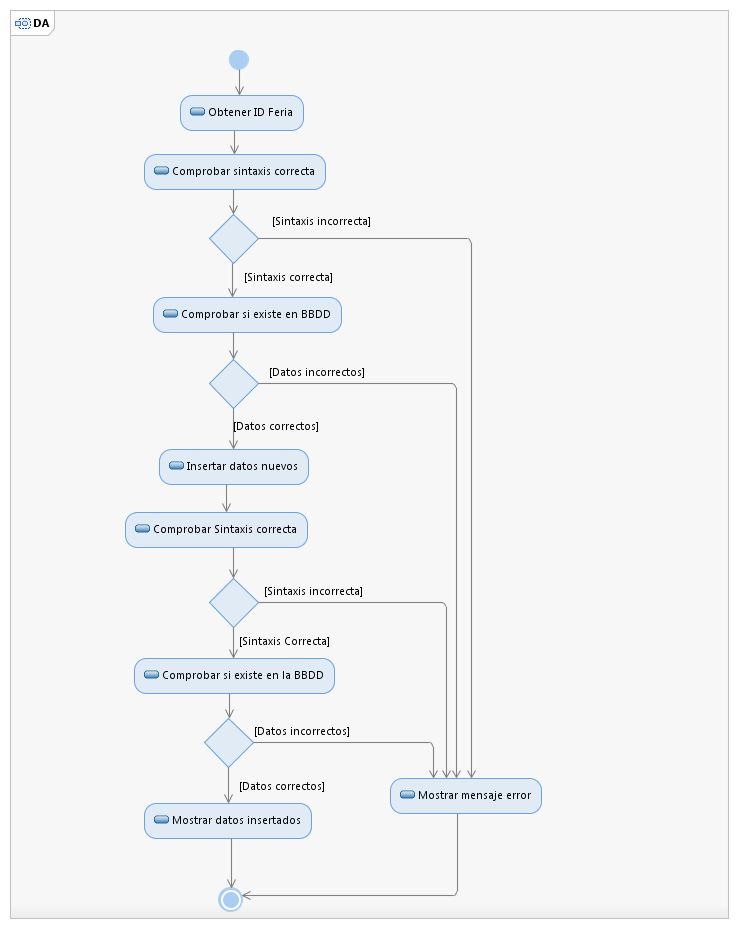 DA
Obtener ID Feria
Comprobar sintaxis correcta
[Sintaxis incorrecta]
[Sintaxis correcta]
Comprobar si existe en BBDD
[Datos incorrectos]
[Datos correctos]
Insertar datos nuevos
Comprobar Sintaxis correcta
[Sintaxis incorrecta]
[Sintaxis Correcta]
Comprobar si existe en la BBDD
[Datos incorrectos]
[Datos correctos]
Mostrar mensaje error
Mostrar datos insertados